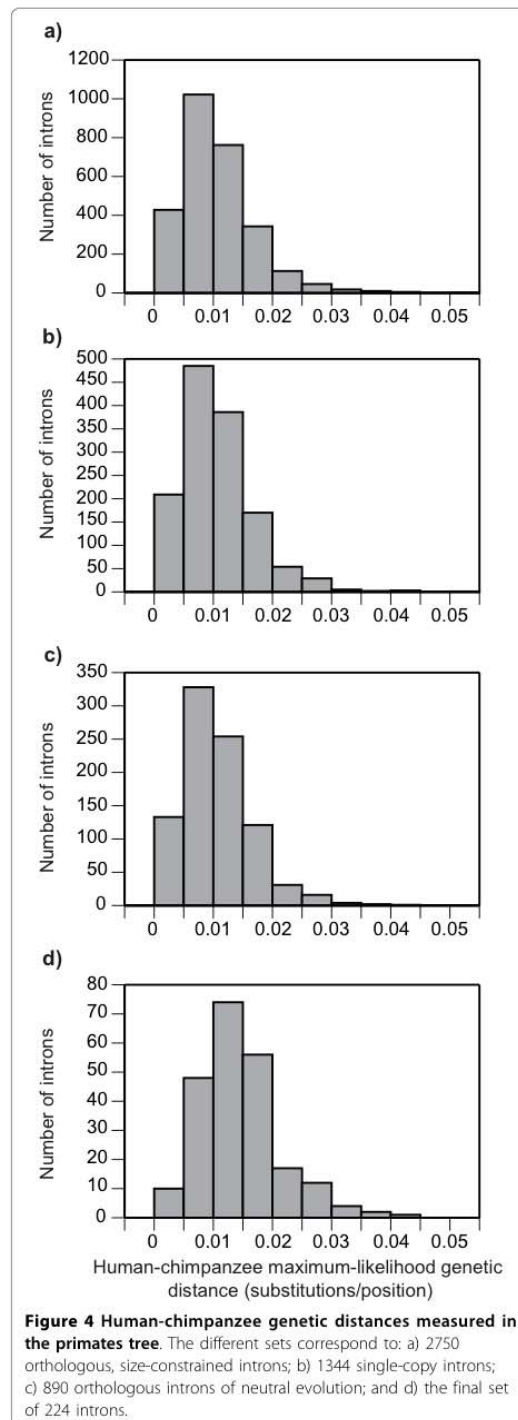 a)
1200
1000
800
600
400
200
0
Number of introns
0 0.01 0.02 0.03 0.04 0.05
b)
500
450
400
350
300
250
200
150
100
50
0
Number of introns
0 0.01 0.02 0.03 0.04 0.05
c)
350
300
250
200
150
100
50
0
Number of introns
0 0.01 0.02 0.03 0.04 0.05
d)
80
70
60
50
40
30
20
10
0
Number of introns
0 0.01 0.02 0.03 0.04 0.05
Human-chimpanzee maximum-likelihood genetic
distance (substitutions/position)
Figure 4 Human-chimpanzee genetic distances measured in
the primates tree. The different sets correspond to: a) 2750
orthologous, size-constrained introns; b) 1344 single-copy introns;
c) 890 orthologous introns of neutral evolution; and d) the final set
of 224 introns.